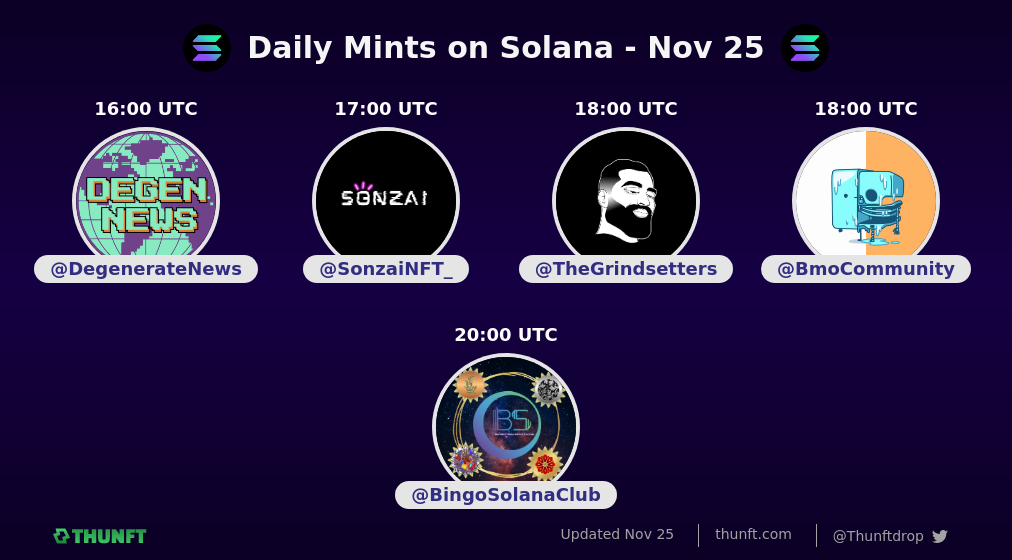 Daily Mints on Solana - Nov 25
16:00 UTC
17:00 UTC
18:00 UTC
18:00 UTC
DEGEN
NEWS
SONZAI
@DegenerateNews
@SonzaiNFT_
@TheGrindsetters
@BmoCommunity
20:00 UTC
BS
@BingoSolanaClub
THUNFT
Updated Nov 25
thunft.com
@Thunftdrop